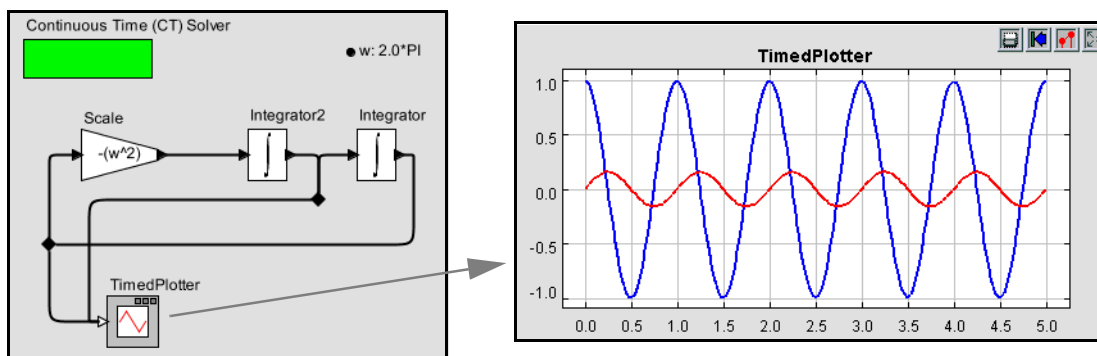 Continuous Time (CT) Solver
w: 2.0*PI
Scale
Integrator2
Integrator
-(w^2)
∫
∫
TimedPlotter
TimedPlotter
1.0
0.5
0.0
-0.5
-1.0
0.0 0.5 1.0 1.5 2.0 2.5 3.0 3.5 4.0 4.5 5.0